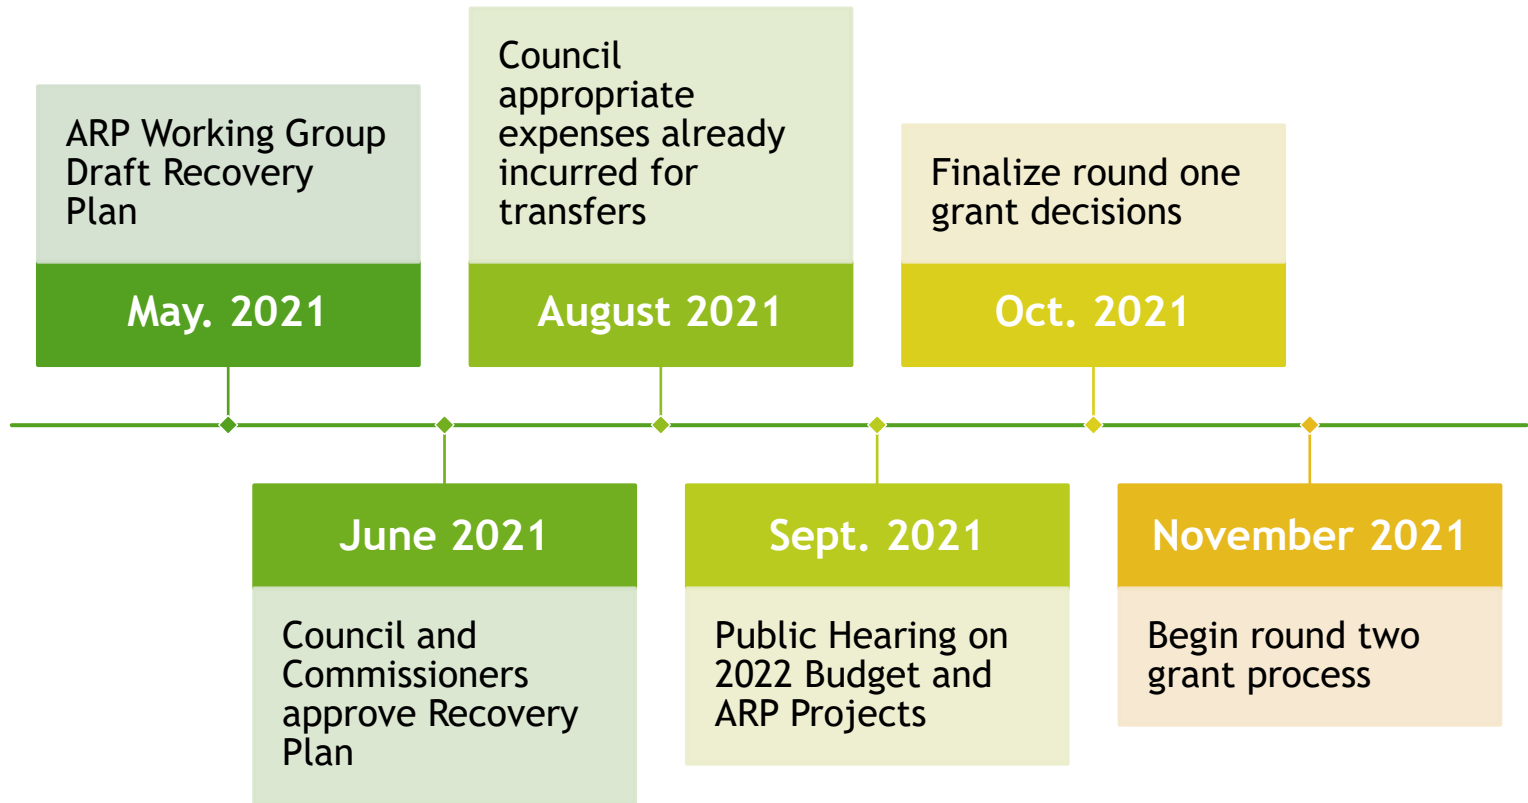 ARP Working Group
Draft Recovery
Plan
May. 2021
June 2021
Council and
Commissioners
approve Recovery
Plan
Council
appropriate
expenses already
incurred for
transfers
August 2021
Sept. 2021
Public Hearing on
2022 Budget and
ARP Projects
Finalize round one
grant decisions
Oct. 2021
November 2021
Begin round two
grant process